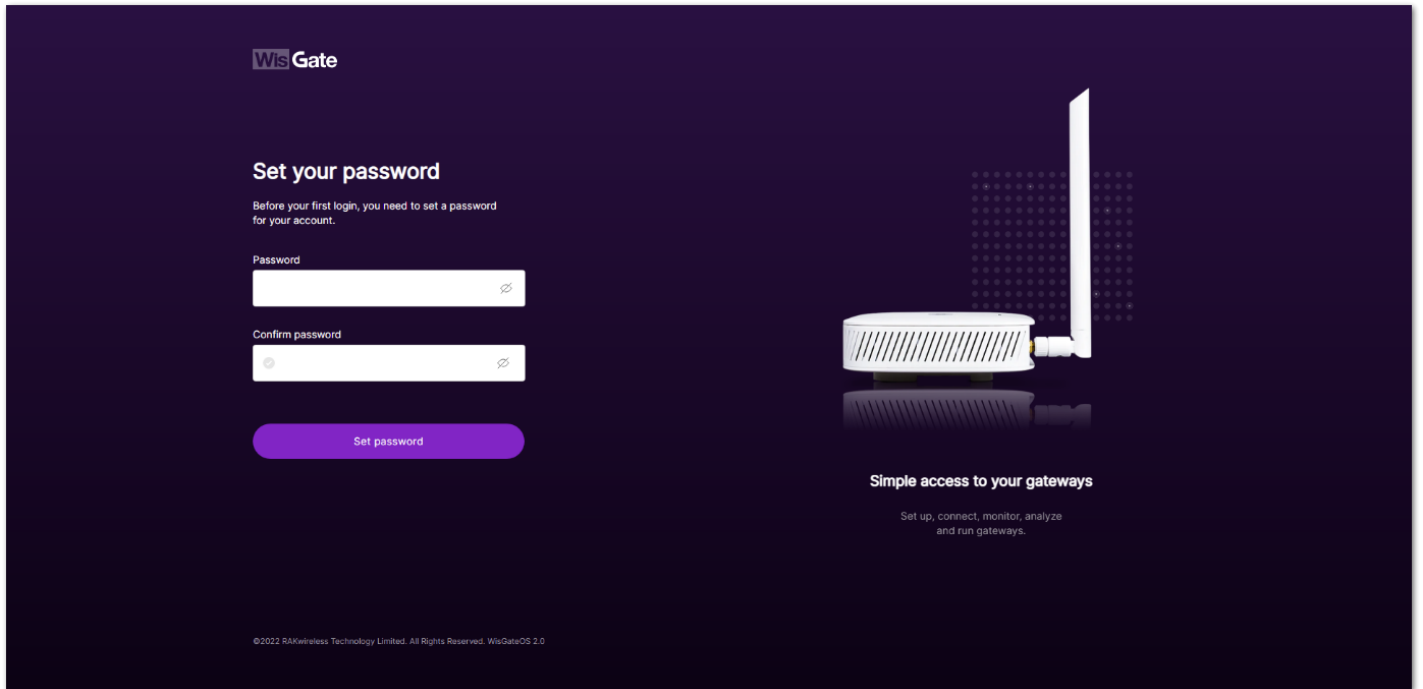 WisGate
Set your password
Before your first login, you need to set a password
for your account.
Password
Confirm password
Set password
Simple access to your gateways
Set up, connect, monitor, analyze
and run gateways.
©2022 RAKwireless Technology Limited. All Rights Reserved. WisGateOS 2.0